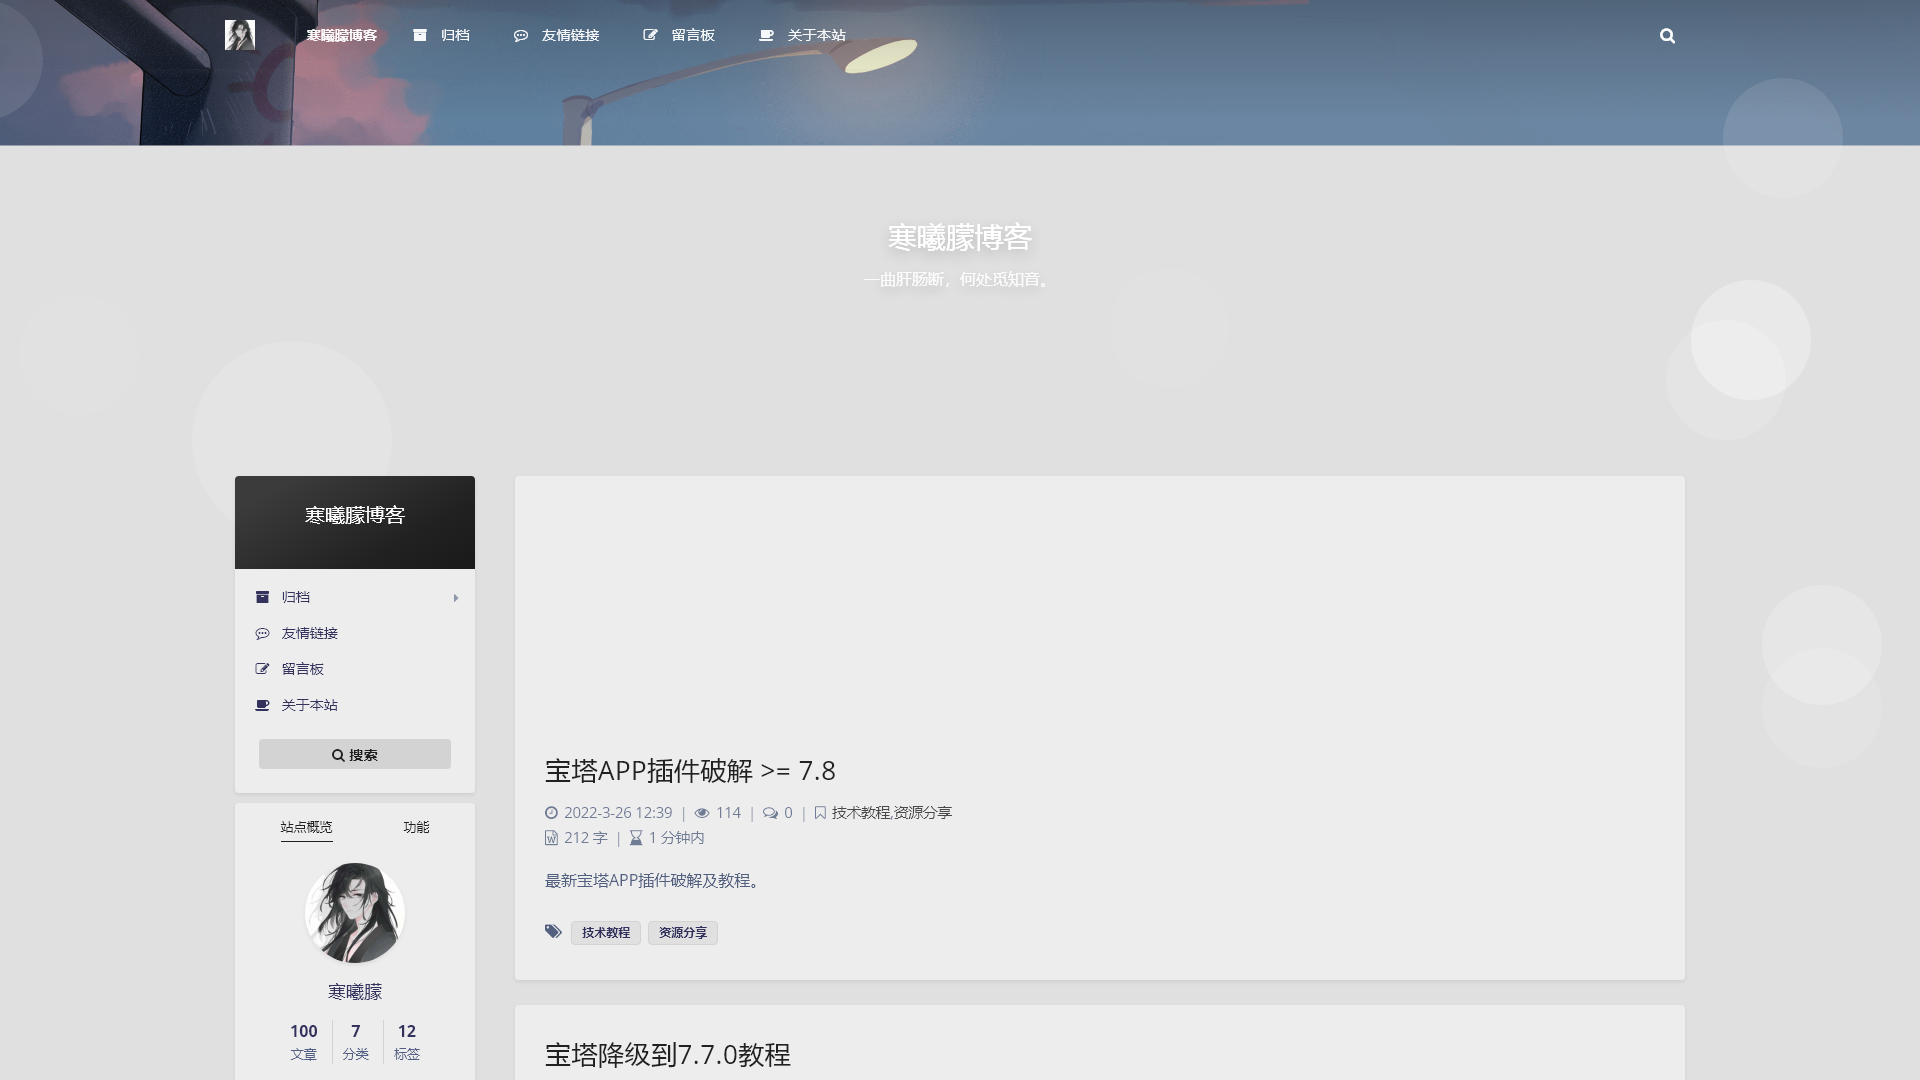 寒曦朦博客 归档 友情链接 留言板 关于本站
寒曦朦博客
一曲肝肠断，何处觅知音。
寒曦朦博客
归档
友情链接
留言板
关于本站
搜索
站点概览 功能
寒曦朦
100 7 12
文章 分类 标签
宝塔APP插件破解 >= 7.8
2022-3-26 12:39 | 114 | 0 | 技术教程,资源分享
212 字 | 1 分钟内
最新宝塔APP插件破解及教程。
技术教程 资源分享
宝塔降级到7.7.0教程